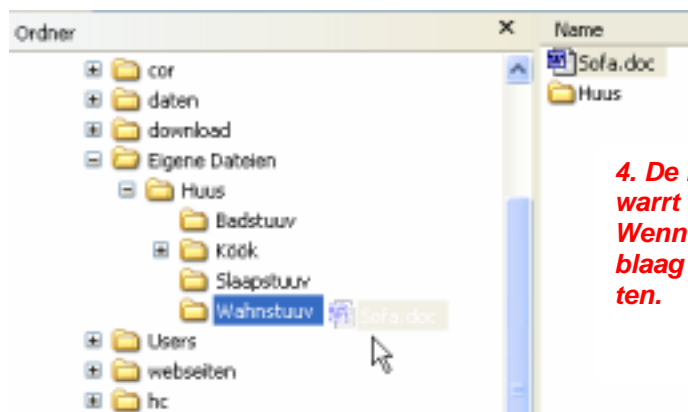 Ordner
cor
daten
download
Eigene Dateien
Huus
Badstuuv
Köök
Slaapstuuv
Wahnstuuv Sofa.doc
Users
webseiten
hc
Name
Sofa.doc
Huus
4. De
warrt
Wenn
blaag
ten.